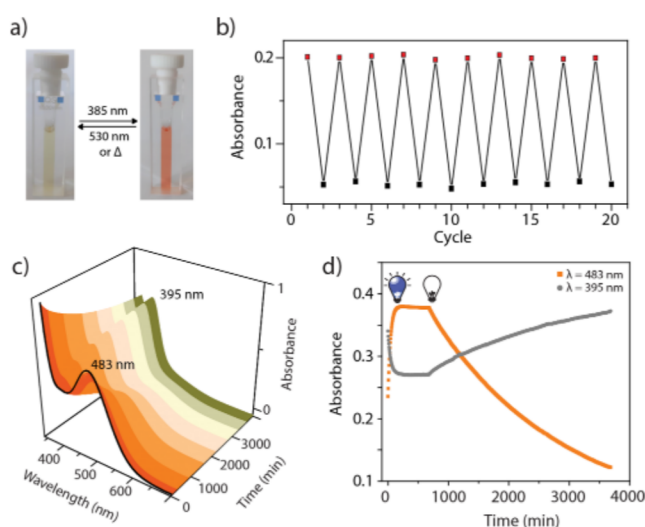 a)
385 nm
530 nm
or Δ
b)
Absorbance
0.2
0.1
0
5
10
15
20
Cycle
c)
395 nm
483 nm
1
0
Absorbance
400
500
600
Wavelength (nm)
0
1000
2000
3000
Time (min)
d)
λ = 483 nm
λ = 395 nm
Absorbance
0.4
0.3
0.2
0.1
0
1000
2000
3000
4000
Time (min)